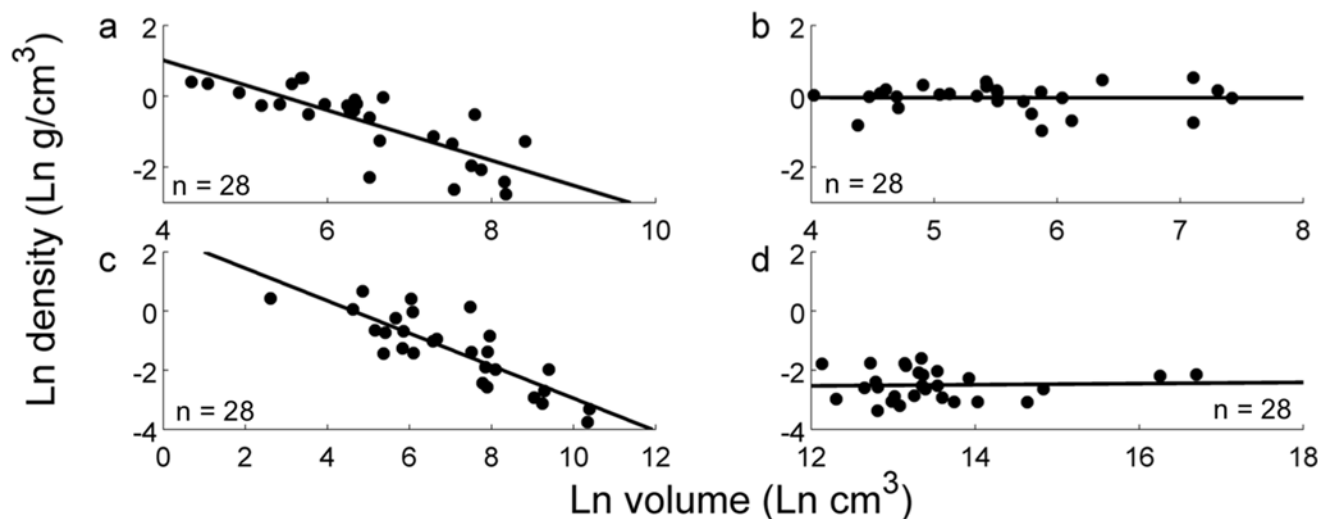 Ln density (Ln g/cm³)
a
2
0
-2
n = 28
4 6 8 10
b
2
0
-2
n = 28
4 5 6 7 8
c
2
0
-2
-4
n = 28
0 2 4 6 8 10 12
d
2
0
-2
-4
n = 28
12 14 16 18
Ln volume (Ln cm³)